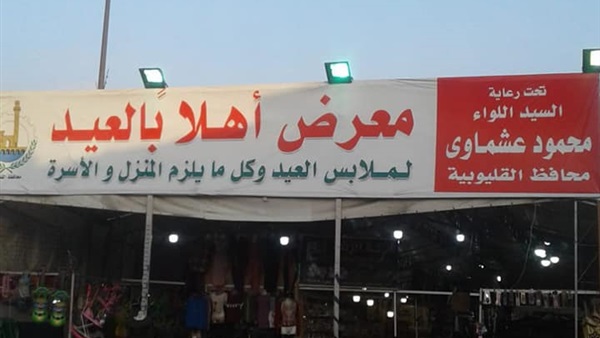 معرض أهلا بالعيد
لملابس العيد وكل ما يلزم المنزل و الأسرة
تحت رعاية
السيد اللواء
محمود عشماوى
محافظ القليوبية